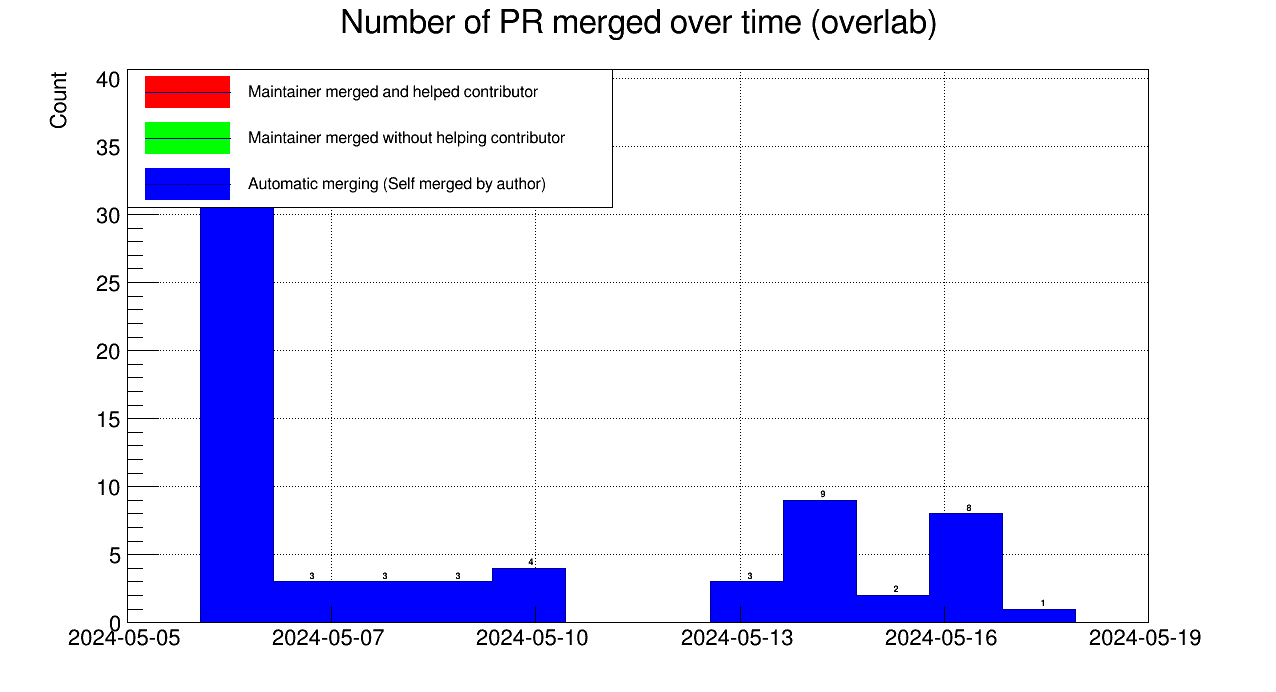 Number of PR merged over time (overlab)
Count
40
35
30
25
20
15
10
5
0
Maintainer merged and helped contributor
Maintainer merged without helping contributor
Automatic merging (Self merged by author)
3 3 3 4 3 9 2 8 1
2024-05-05 2024-05-07 2024-05-10 2024-05-13 2024-05-16 2024-05-19